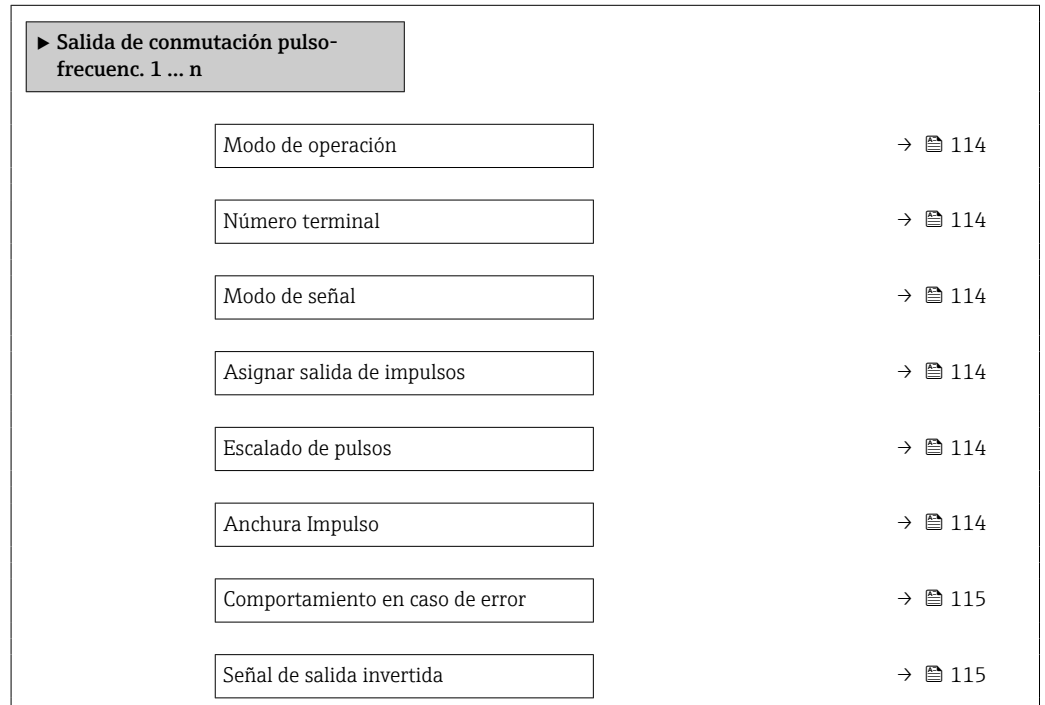 ▸ Salida de conmutación pulso-
frecuenc. 1 ... n
Modo de operación → 114
Número terminal → 114
Modo de señal → 114
Asignar salida de impulsos → 114
Escalado de pulsos → 114
Anchura Impulso → 114
Comportamiento en caso de error → 115
Señal de salida invertida → 115